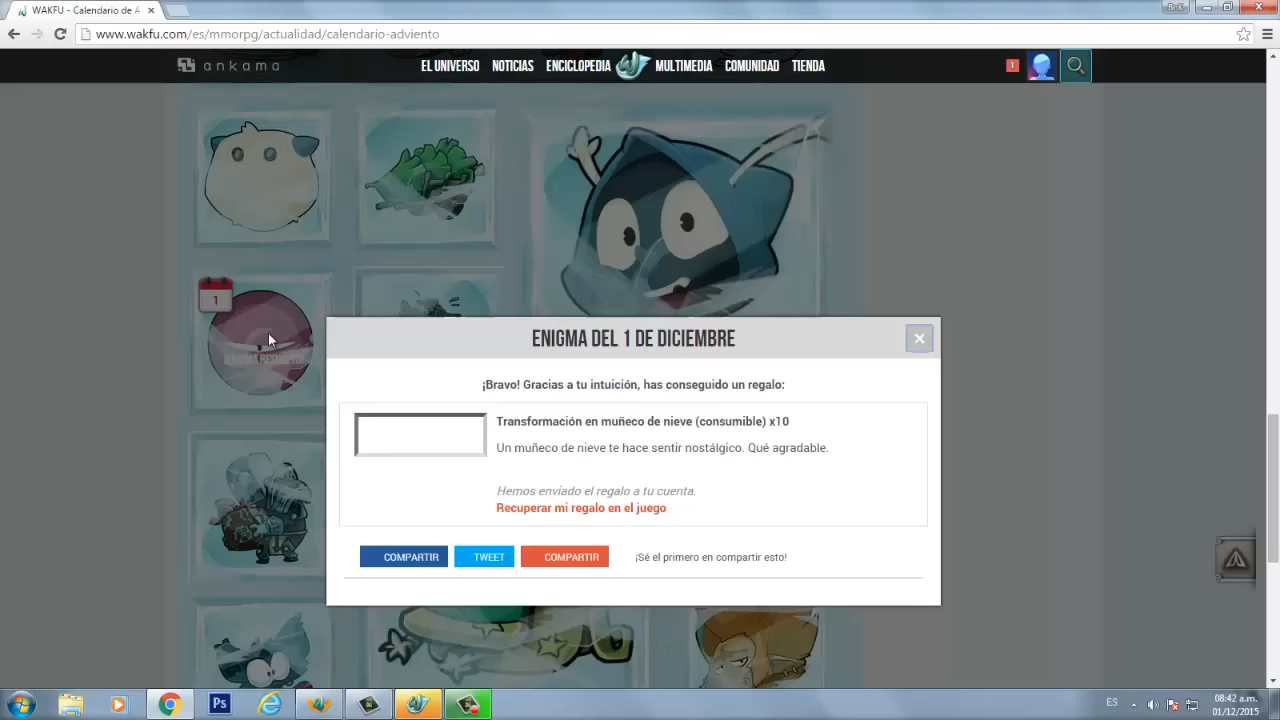 WAKFU - Calendario de A
BrK
www.wakfu.com/es/mmorpg/actualidad/calendario-adviento
ankama
EL UNIVERSO NOTICIAS ENCICLOPEDIA MULTIMEDIA COMUNIDAD TIENDA
1
1
ENIGMA DEL 1 DE DICIEMBRE
¡Bravo! Gracias a tu intuición, has conseguido un regalo:
Transformación en muñeco de nieve (consumible) x10
Un muñeco de nieve te hace sentir nostálgico. Qué agradable.
Hemos enviado el regalo a tu cuenta.
Recuperar mi regalo en el juego
COMPARTIR TWEET COMPARTIR ¡Sé el primero en compartir esto!
Ps
ES
08:42 a.m.
01/12/2015